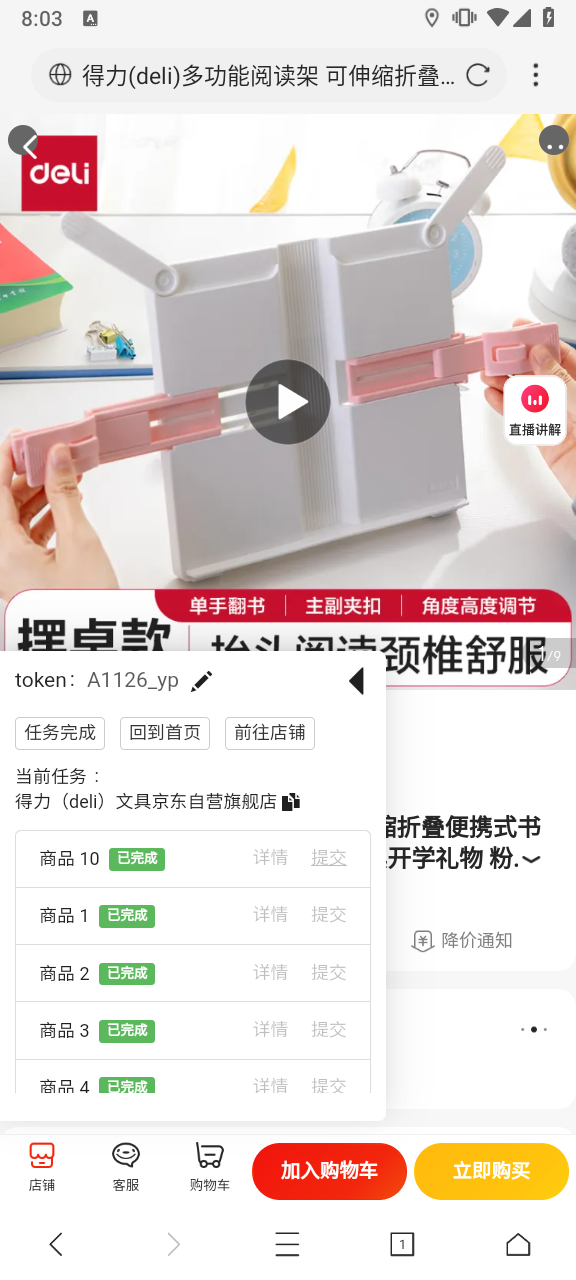 8:03
A
得力(deli)多功能阅读架 可伸缩折叠...
deli
直播讲解
单手翻书 主副夹扣 角度高度调节
摆桌款 抬头阅读颈椎舒服
/9
token: A1126_yp
任务完成 回到首页 前往店铺
当前任务：
得力（deli）文具京东自营旗舰店
缩折叠便携式书
开学礼物 粉.
商品 10 已完成 详情 提交
商品 1 已完成 详情 提交
降价通知
商品 2 已完成 详情 提交
商品 3 已完成 详情 提交
商品 4 已完成 详情 提交
店铺 客服 购物车 加入购物车 立即购买
1